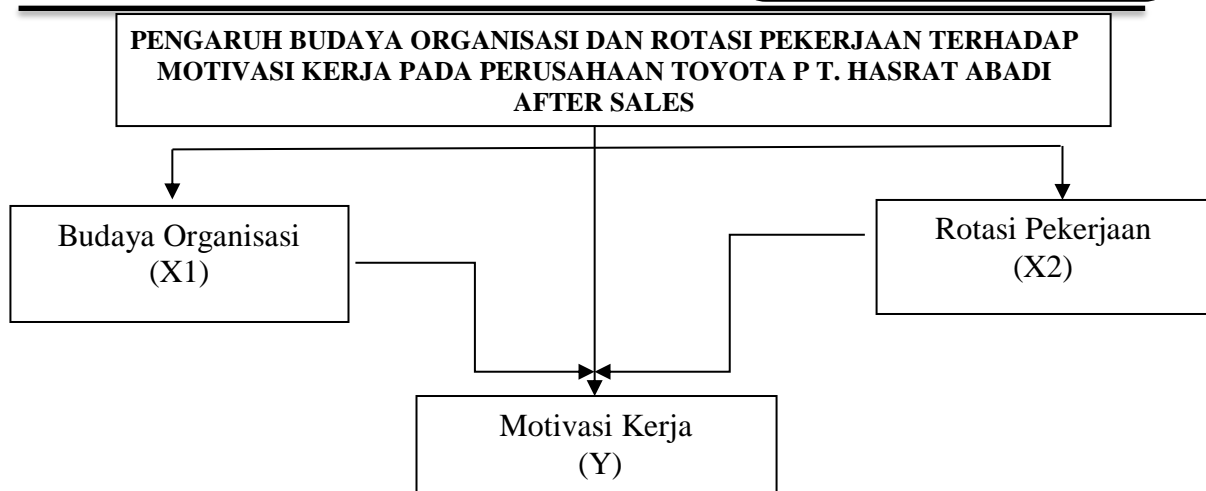 PENGARUH BUDAYA ORGANISASI DAN ROTASI PEKERJAAN TERHADAP
MOTIVASI KERJA PADA PERUSAHAAN TOYOTA P T. HASRAT ABADI
AFTER SALES
Budaya Organisasi
(X1)
Rotasi Pekerjaan
(X2)
Motivasi Kerja
(Y)